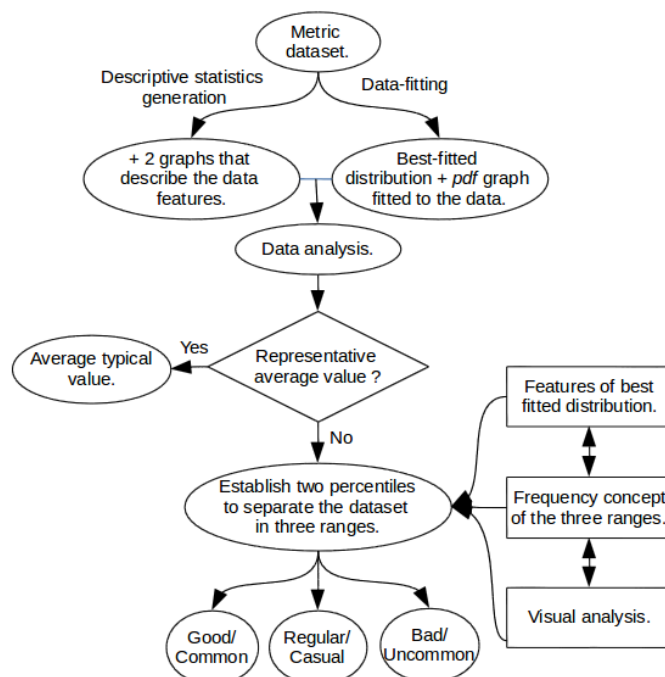 Metric
dataset.
Descriptive statistics
generation
Data-fitting
+ 2 graphs that
describe the data
features.
Best-fitted
distribution + pdf graph
fitted to the data.
Data analysis.
Yes
Representative
average value ?
Average typical
value.
No
Features of best
fitted distribution.
Establish two percentiles
to separate the dataset
in three ranges.
Frequency concept
of the three ranges.
Visual analysis.
Good/
Common
Regular/
Casual
Bad/
Uncommon